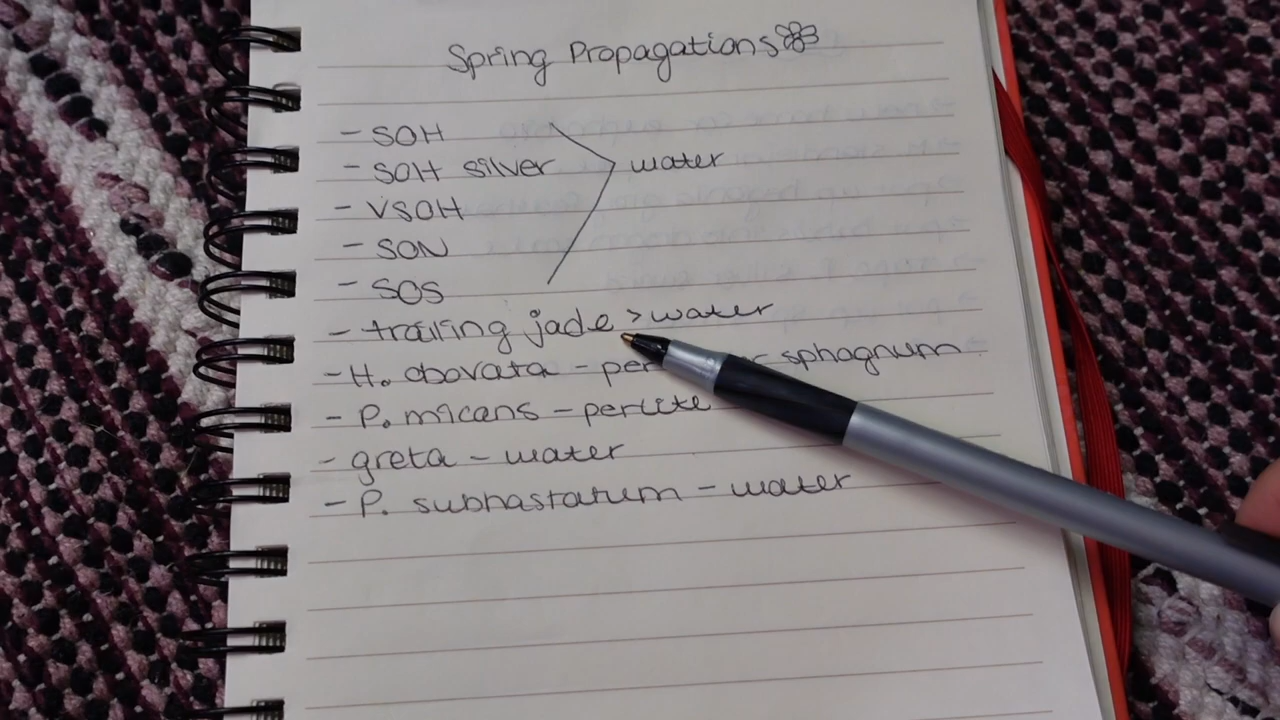 Spring Propagations
- SOH
- SOH silver > water
- VSOH
- SON
- SOS
- trailing jade > water
- H. obovata - sphagnum
- P. micans - perlite
- greta - water
- P. subhastatum - water